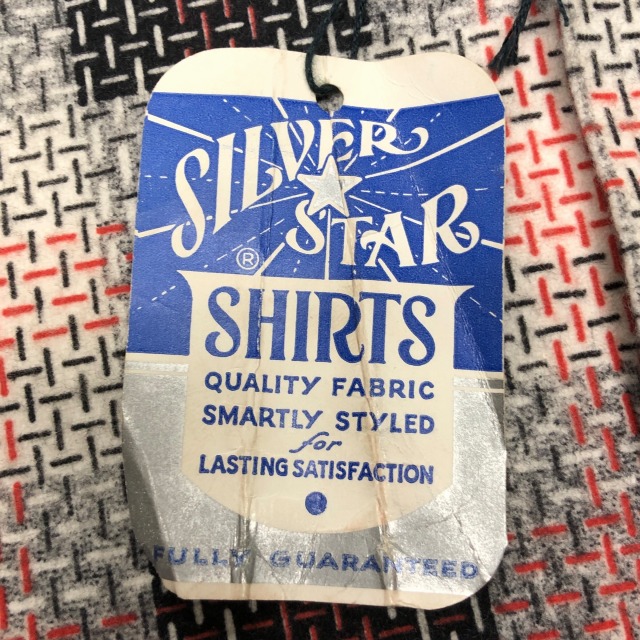 SILVER
STAR
®
SHIRTS
QUALITY FABRIC
SMARTLY STYLED
for
LASTING SATISFACTION
FULLY GUARANTEED